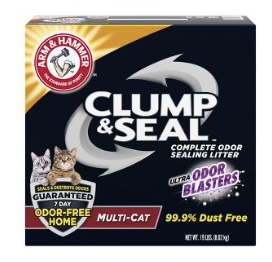 ARM & HAMMER
THE STANDARD OF PURITY
CLUMP
& SEAL
COMPLETE ODOR
SEALING LITTER
ULTRA ODOR
BLASTERS
SEALS & DESTROYS ODORS
GUARANTEED
7 DAY
ODOR-FREE
HOME
MULTI-CAT
99.9% Dust Free
NET WT. 19 LBS. (8.62 kg)